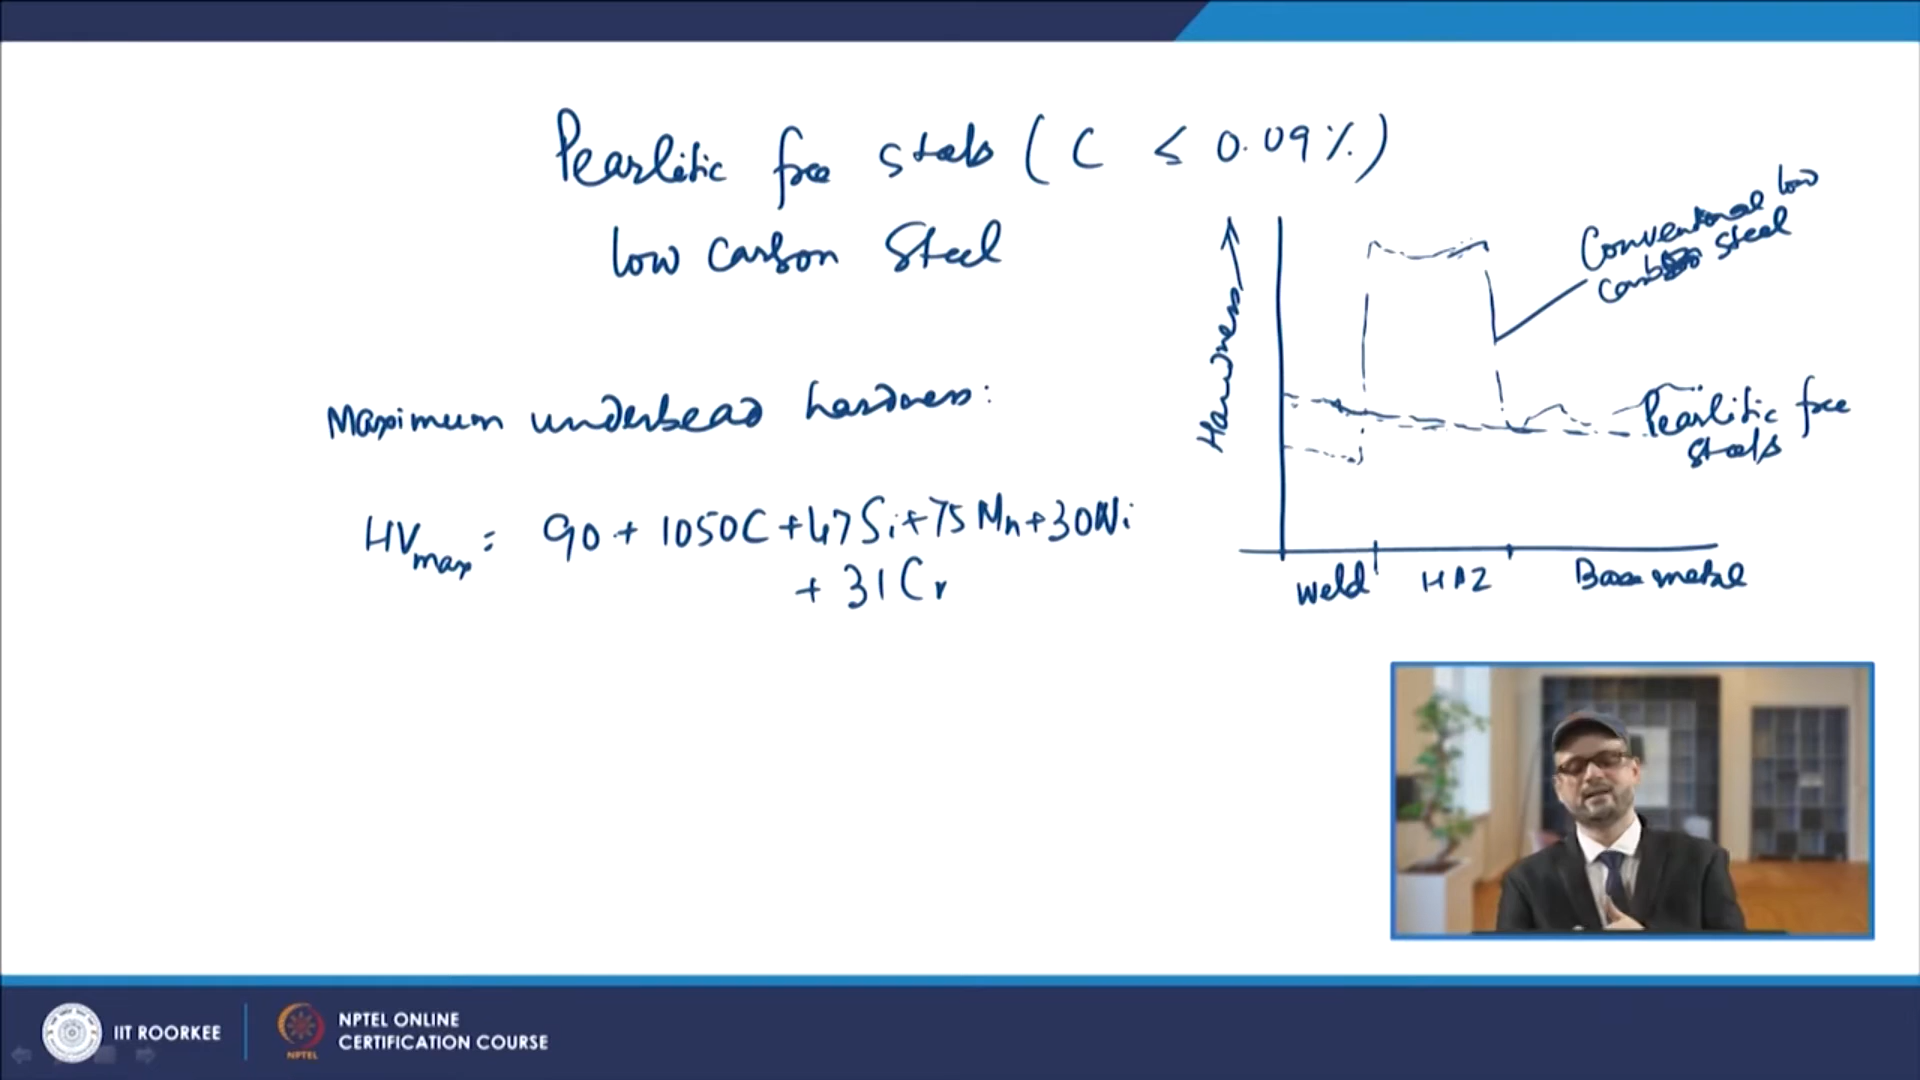 Pearlitic free steels ( C ≤ 0.09% )
low carbon Steel
Maximum underbead hardness:
HVmax = 90 + 1050C + 47Si + 75Mn + 30Ni
+ 31Cr
Hardness
Conventional low
carbon steel
Pearlitic free
steels
Weld
HAZ
Base metal
IIT ROORKEE
NPTEL
NPTEL ONLINE
CERTIFICATION COURSE